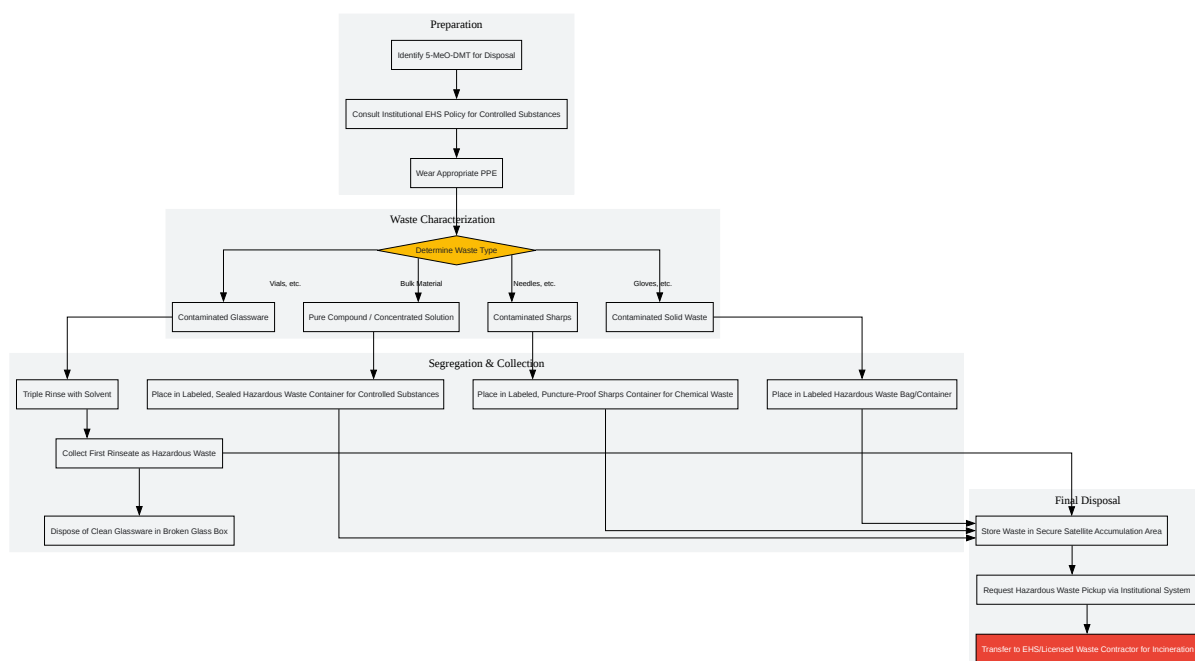 Preparation
Identify 5-MeO-DMT for Disposal
Consult Institutional EHS Policy for Controlled Substances
Wear Appropriate PPE
Waste Characterization
Determine Waste Type
Vials, etc.
Bulk Material
Needles, etc.
Gloves, etc.
Contaminated Glassware
Pure Compound / Concentrated Solution
Contaminated Sharps
Contaminated Solid Waste
Segregation & Collection
Triple Rinse with Solvent
Place in Labeled, Sealed Hazardous Waste Container for Controlled Substances
Place in Labeled, Puncture-Proof Sharps Container for Chemical Waste
Place in Labeled Hazardous Waste Bag/Container
Collect First Rinseate as Hazardous Waste
Dispose of Clean Glassware in Broken Glass Box
Final Disposal
Store Waste in Secure Satellite Accumulation Area
Request Hazardous Waste Pickup via Institutional System
Transfer to EHS/Licensed Waste Contractor for Incineration